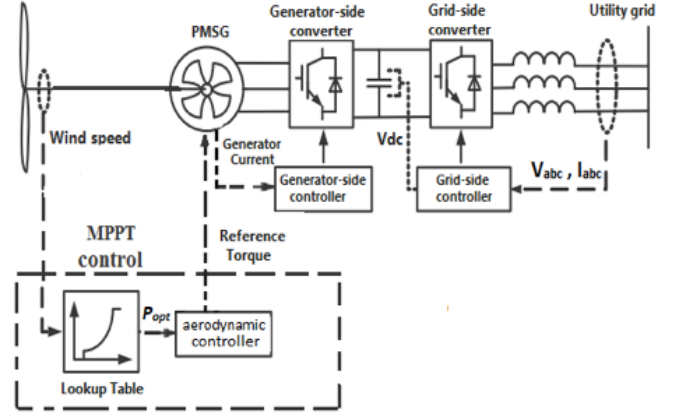 Generator-side
converter
Grid-side
converter
Utility grid
PMSG
Wind speed
Generator
Current
Vdc
Generator-side
controller
Grid-side
controller
Vabc , Iabc
MPPT
control
Reference
Torque
Popt
aerodynamic
controller
Lookup Table